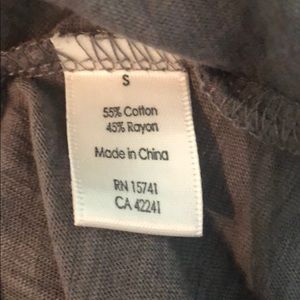 S
55% Cotton
45% Rayon
Made in China
RN 15741
CA 42241